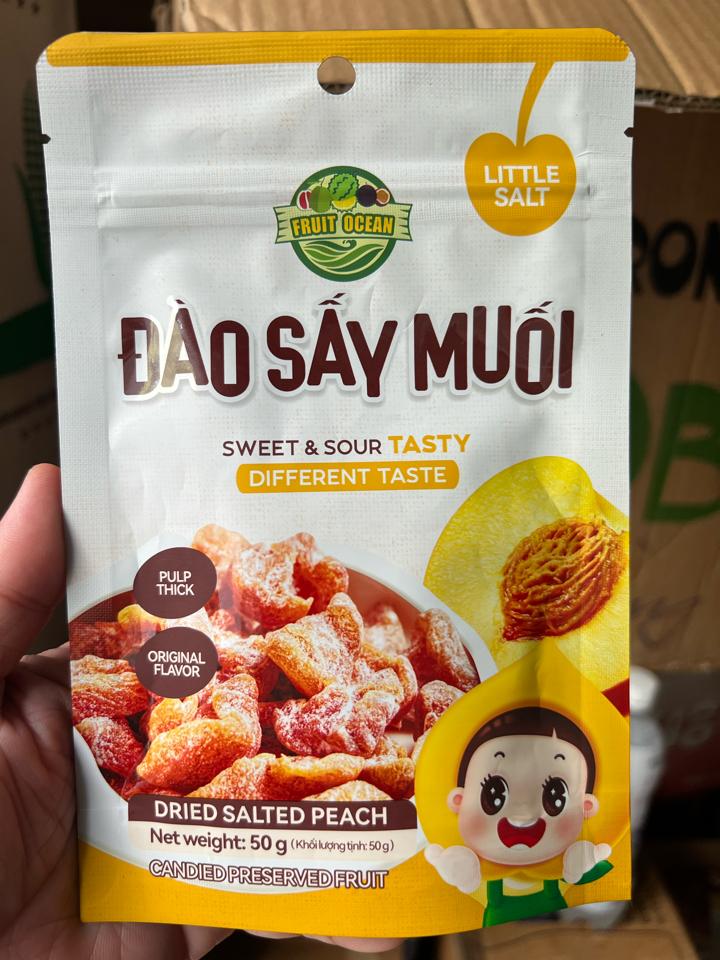 LITTLE
SALT
FRUIT OCEAN
ĐÀO SẤY MUỐI
SWEET & SOUR TASTY
DIFFERENT TASTE
PULP
THICK
ORIGINAL
FLAVOR
DRIED SALTED PEACH
Net weight: 50 g (Khối lượng tịnh: 50 g)
CANDIED PRESERVED FRUIT